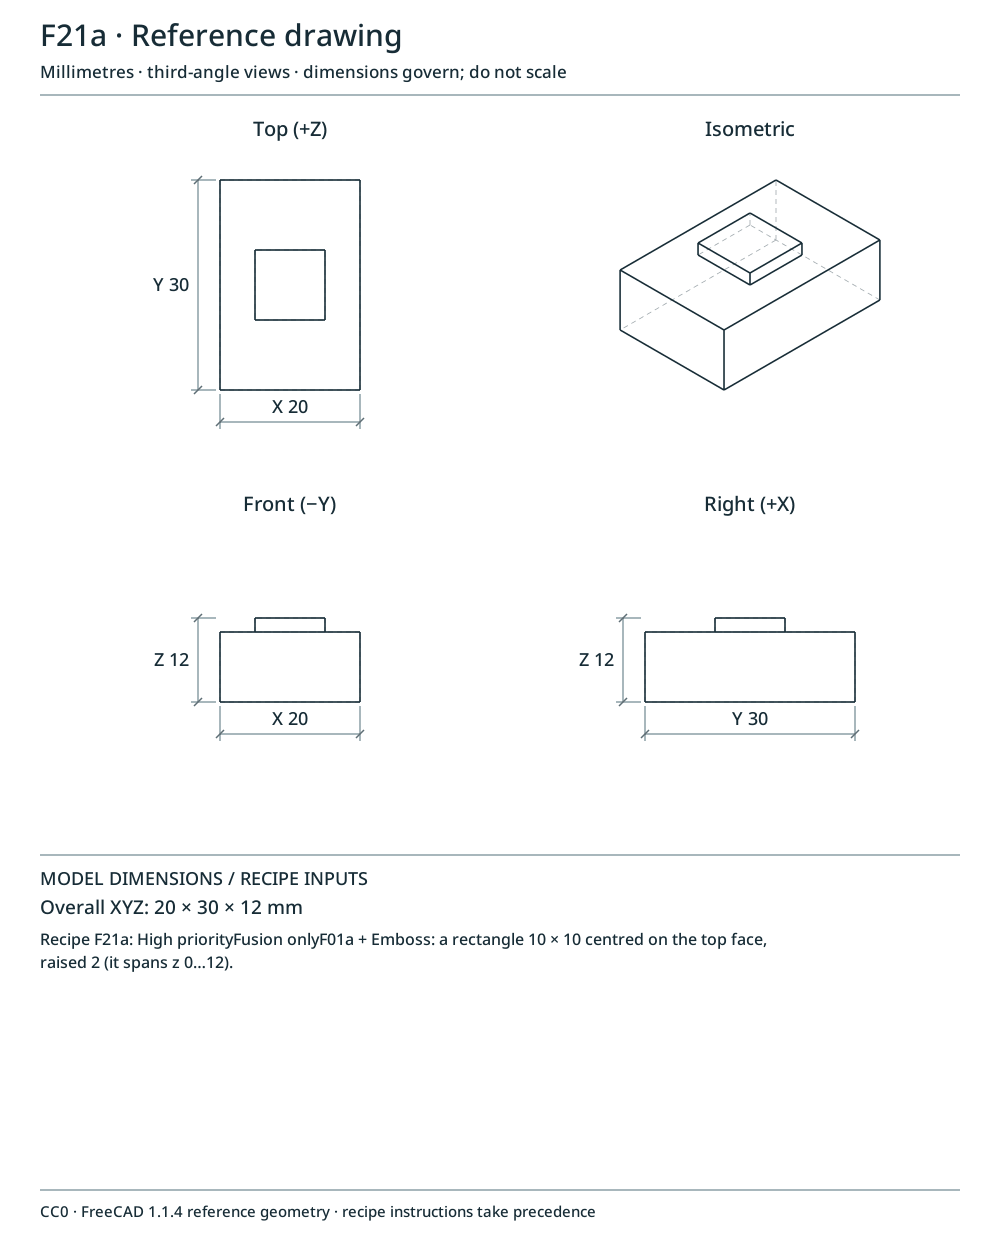 F21a · Reference drawing
Millimetres · third-angle views · dimensions govern; do not scale
Top (+Z)
Isometric
Y 30
X 20
Front (−Y)
Right (+X)
Z 12
Z 12
X 20
Y 30
MODEL DIMENSIONS / RECIPE INPUTS
Overall XYZ: 20 × 30 × 12 mm
Recipe F21a: High priorityFusion onlyF01a + Emboss: a rectangle 10 × 10 centred on the top face,
raised 2 (it spans z 0…12).
CC0 · FreeCAD 1.1.4 reference geometry · recipe instructions take precedence